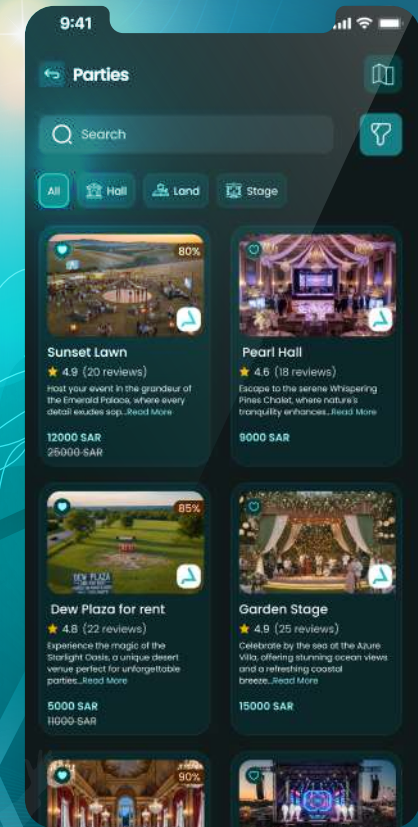 9:41
Parties
Search
All
Hall
Land
Stage
80%
Sunset Lawn
4.9 (20 reviews)
Host your event in the grandeur of
the Emerald Palace, where every
detail exudes sop...Read More
12000 SAR
25000 SAR
Pearl Hall
4.6 (18 reviews)
Escape to the serene Whispering
Pines Chalet, where nature's
tranquility enhances...Read More
9000 SAR
85%
DEW PLAZA
FOR RENT
Dew Plaza for rent
4.8 (22 reviews)
Experience the magic of the
Starlight Oasis, a unique desert
venue perfect for unforgettable
parties...Read More
5000 SAR
11000 SAR
Garden Stage
4.9 (25 reviews)
Celebrate by the sea at the Azure
Villa, offering stunning ocean views
and a refreshing coastal
breeze...Read More
15000 SAR
90%